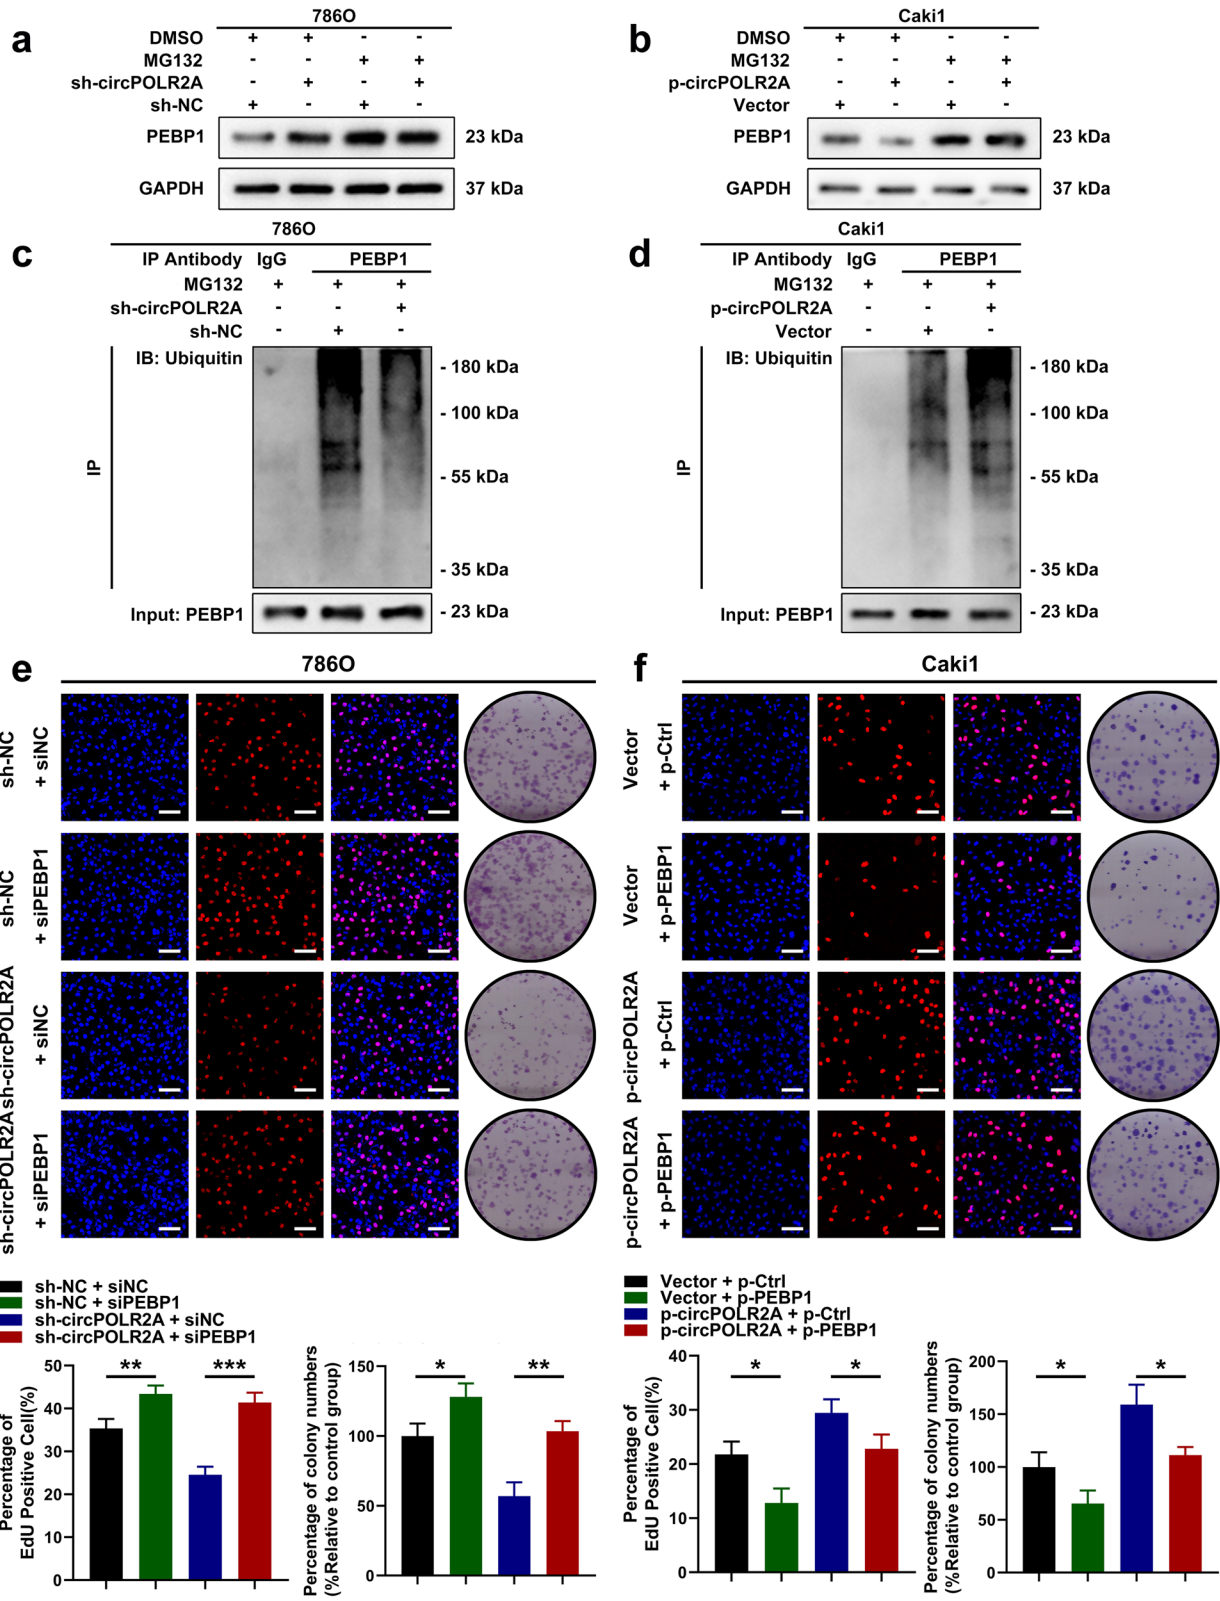 a
786O
DMSO + + - -
MG132 - - + +
sh-circPOLR2A - + - +
sh-NC + - + -
PEBP1 23 kDa
GAPDH 37 kDa
b
Caki1
DMSO + + - -
MG132 - - + +
p-circPOLR2A - + - +
Vector + - + -
PEBP1 23 kDa
GAPDH 37 kDa
c
786O
IP Antibody IgG PEBP1
MG132 + + +
sh-circPOLR2A - - +
sh-NC - + -
IP
IB: Ubiquitin
- 180 kDa
- 100 kDa
- 55 kDa
- 35 kDa
Input: PEBP1 - 23 kDa
d
Caki1
IP Antibody IgG PEBP1
MG132 + + +
p-circPOLR2A - - +
Vector - + -
IP
IB: Ubiquitin
- 180 kDa
- 100 kDa
- 55 kDa
- 35 kDa
Input: PEBP1 - 23 kDa
e
786O
sh-NC
+ siNC
sh-NC
+ siPEBP1
sh-circPOLR2A
+ siNC
sh-circPOLR2A
+ siPEBP1
sh-NC + siNC
sh-NC + siPEBP1
sh-circPOLR2A + siNC
sh-circPOLR2A + siPEBP1
Percentage of
EdU Positive Cell(%)
50
40
30
20
10
0
** ***
Percentage of colony numbers
(%Relative to control group)
150
100
50
0
* **
f
Caki1
Vector
+ p-Ctrl
Vector
+ p-PEBP1
p-circPOLR2A
+ p-Ctrl
p-circPOLR2A
+ p-PEBP1
Vector + p-Ctrl
Vector + p-PEBP1
p-circPOLR2A + p-Ctrl
p-circPOLR2A + p-PEBP1
Percentage of
EdU Positive Cell(%)
40
30
20
10
0
* *
Percentage of colony numbers
(%Relative to control group)
200
150
100
50
0
* *